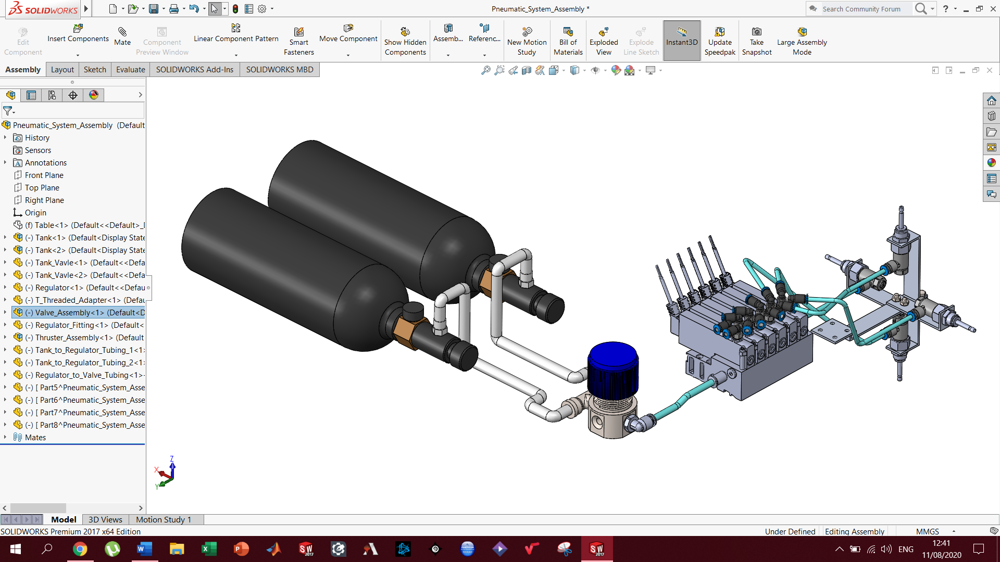 SOLIDWORKS
Pneumatic_System_Assembly *
Search Community Forum
?
Edit Component
Insert Components
Mate
Component Preview Window
Linear Component Pattern
Smart Fasteners
Move Component
Show Hidden Components
Assemb...
Referenc...
New Motion Study
Bill of Materials
Exploded View
Explode Line Sketch
Instant3D
Update Speedpak
Take Snapshot
Large Assembly Mode
Assembly
Layout
Sketch
Evaluate
SOLIDWORKS Add-Ins
SOLIDWORKS MBD
Pneumatic_System_Assembly (Default
History
Sensors
Annotations
Front Plane
Top Plane
Right Plane
Origin
(f) Table<1> (Default<<Default>_
(-) Tank<1> (Default<Display State
(-) Tank<2> (Default<Display State
(-) Tank_Vavle<1> (Default<<Defa
(-) Tank_Vavle<2> (Default<<Defa
(-) Regulator<1> (Default<<Defau
(-) T_Threaded_Adapter<1> (Defau
(-) Valve_Assembly<1> (Default<D
(-) Regulator_Fitting<1> (Default<
(-) Thruster_Assembly<1> (Default
(-) Tank_to_Regulator_Tubing_1<1>
(-) Tank_to_Regulator_Tubing_2<1>
(-) Regulator_to_Valve_Tubing<1>
(-) [ Part5^Pneumatic_System_Asse
(-) [ Part6^Pneumatic_System_Asse
(-) [ Part7^Pneumatic_System_Asse
(-) [ Part8^Pneumatic_System_Asse
Mates
Z
X
Y
Model
3D Views
Motion Study 1
SOLIDWORKS Premium 2017 x64 Edition
Under Defined
Editing Assembly
MMGS
ENG
12:41
11/08/2020